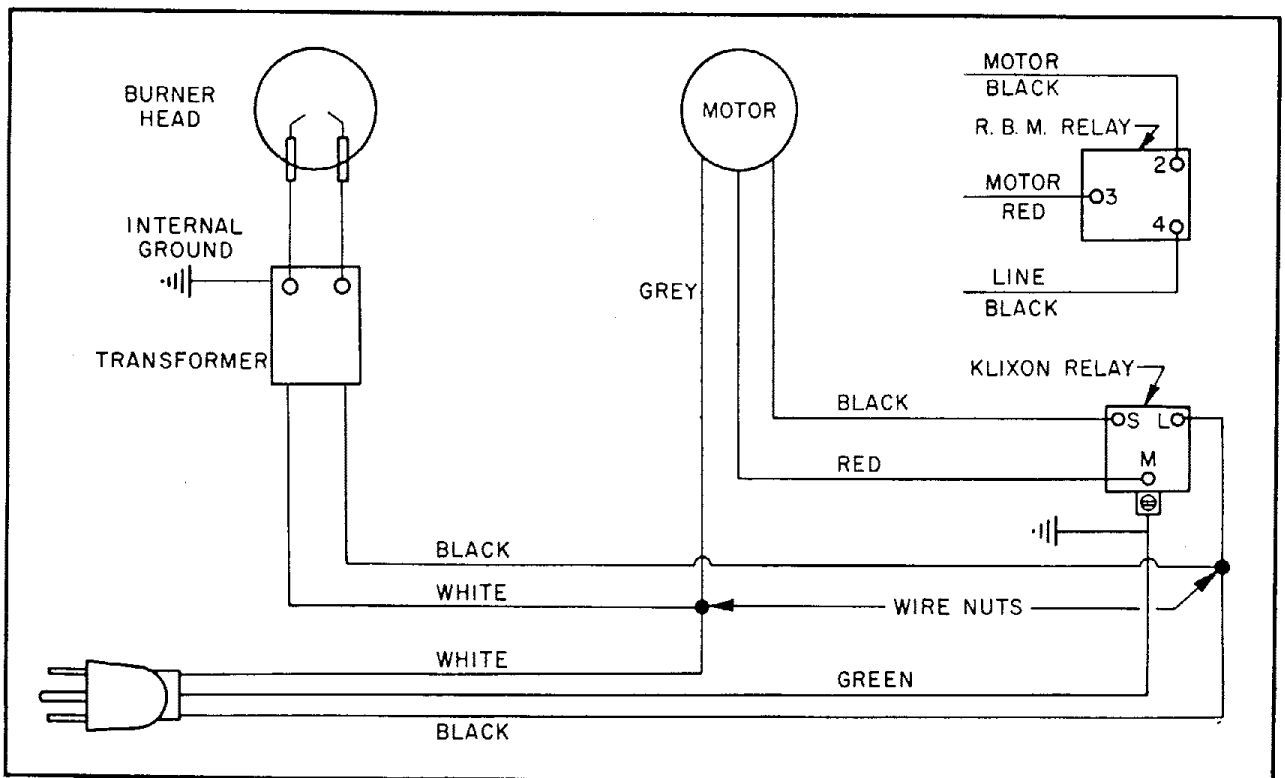 BURNER
HEAD
INTERNAL
GROUND
TRANSFORMER
MOTOR
GREY
MOTOR
BLACK
R. B. M. RELAY
2
MOTOR
RED
3
4
LINE
BLACK
KLIXON RELAY
BLACK
S L
RED
M
BLACK
WHITE
WIRE NUTS
WHITE
GREEN
BLACK